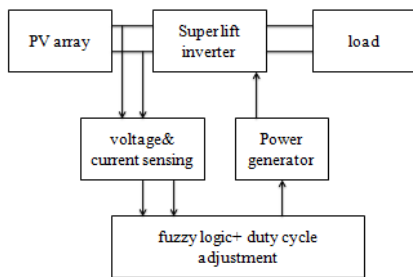 PV array
Superlift
inverter
load
voltage&
current sensing
Power
generator
fuzzy logic+ duty cycle
adjustment